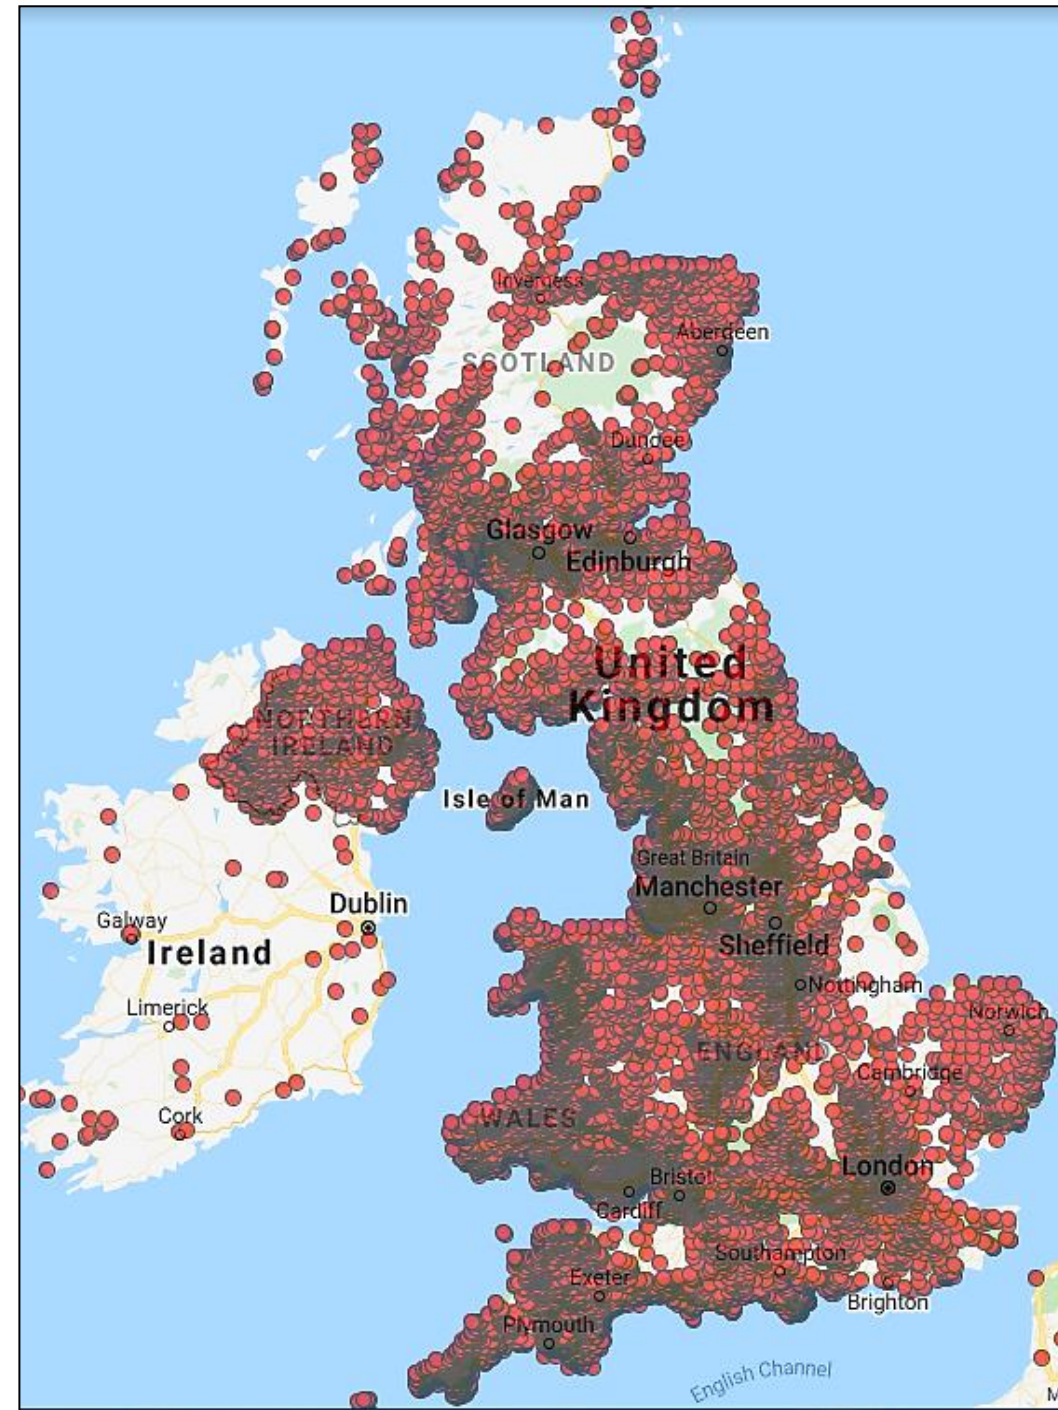 Inverness
Aberdeen
SCOTLAND
Dundee
Glasgow
Edinburgh
United
Kingdom
NORTHERN
IRELAND
Isle of Man
Great Britain
Manchester
Dublin
Galway
Ireland
Sheffield
Nottingham
Limerick
Norwich
ENGLAND
Cambridge
Cork
WALES
London
Bristol
Cardiff
Southampton
Exeter
Brighton
Plymouth
English Channel
M